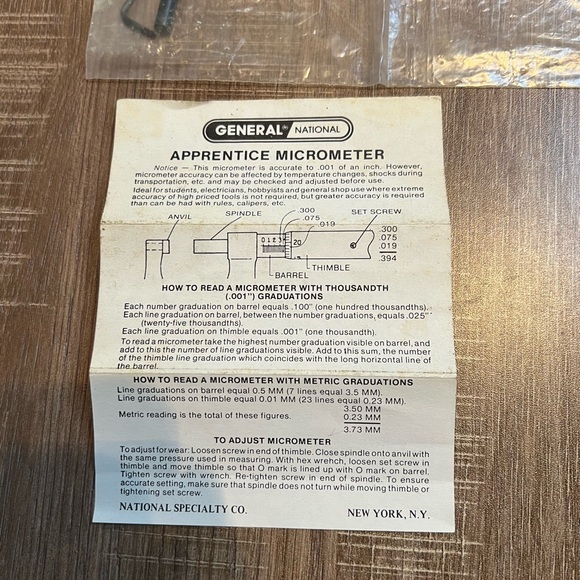 GENERAL® NATIONAL
APPRENTICE MICROMETER
Notice — This micrometer is accurate to .001 of an inch. However,
micrometer accuracy can be affected by temperature changes, shocks during
transportation, etc. and may be checked and adjusted before use.
Ideal for students, electricians, hobbyists and general shop use where extreme
accuracy of high priced tools is not required, but greater accuracy is required
than can be had with rules, calipers, etc.
ANVIL SPINDLE .300 .075 .019 SET SCREW
0 1 2 3 20
.300
.075
.019
.394
THIMBLE
BARREL
HOW TO READ A MICROMETER WITH THOUSANDTH
(.001") GRADUATIONS
Each number graduation on barrel equals .100" (one hundred thousandths).
Each line graduation on barrel, between the number graduations, equals .025"
(twenty-five thousandths).
Each line graduation on thimble equals .001" (one thousandth).
To read a micrometer take the highest number graduation visible on barrel, and
add to this the number of line graduations visible. Add to this sum, the number
of the thimble line graduation which coincides with the long horizontal line of
the barrel.
HOW TO READ A MICROMETER WITH METRIC GRADUATIONS
Line graduations on barrel equal 0.5 MM (7 lines equal 3.5 MM).
Line graduations on thimble equal 0.01 MM (23 lines equal 0.23 MM).
3.50 MM
Metric reading is the total of these figures. 0.23 MM
3.73 MM
TO ADJUST MICROMETER
To adjust for wear: Loosen screw in end of thimble. Close spindle onto anvil with
the same pressure used in measuring. With hex wrench, loosen set screw in
thimble and move thimble so that O mark is lined up with O mark on barrel.
Tighten screw with wrench. Re-tighten screw in end of spindle. To ensure
accurate setting, make sure that spindle does not turn while moving thimble or
tightening set screw.
NATIONAL SPECIALTY CO. NEW YORK, N.Y.